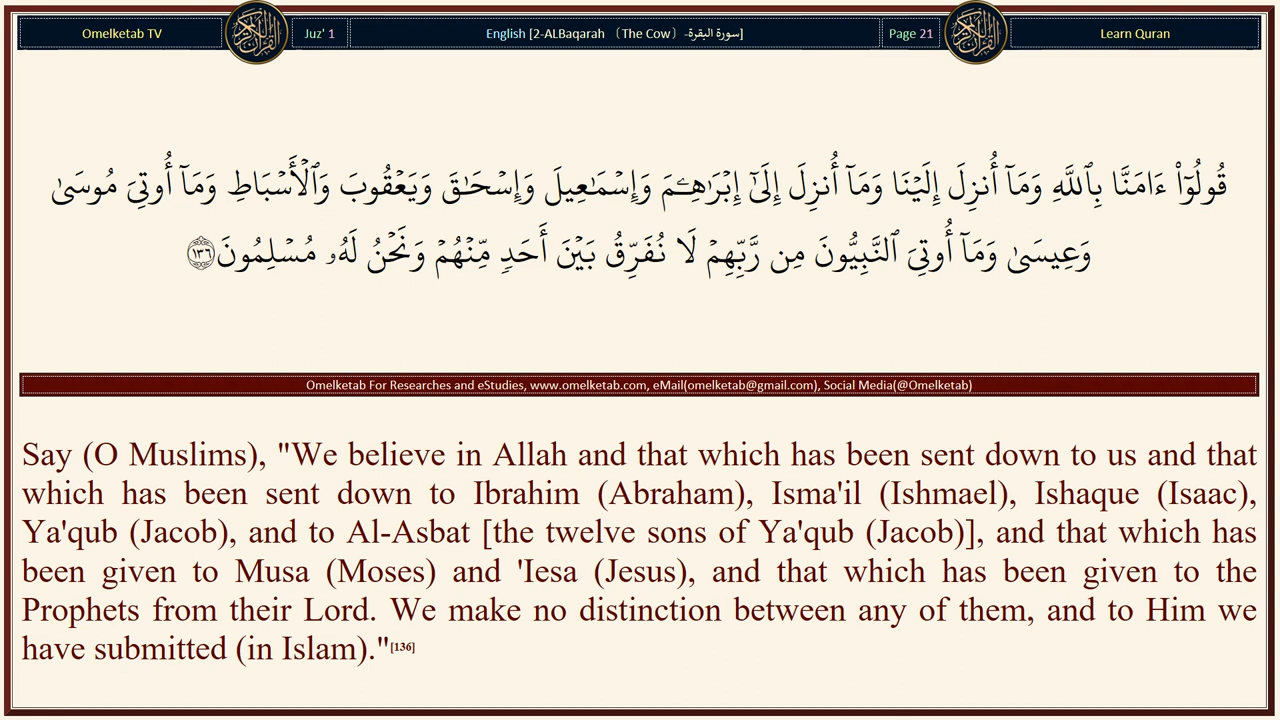 Omelketab TV
Juz' 1
English [2-ALBaqarah (The Cow) -سورة البقرة]
Page 21
Learn Quran
قُولُوٓا۟ ءَامَنَّا بِٱللَّهِ وَمَآ أُنزِلَ إِلَيْنَا وَمَآ أُنزِلَ إِلَىٰٓ إِبْرَٰهِـۧمَ وَإِسْمَـٰعِيلَ وَإِسْحَـٰقَ وَيَعْقُوبَ وَٱلْأَسْبَاطِ وَمَآ أُوتِىَ مُوسَىٰ
وَعِيسَىٰ وَمَآ أُوتِىَ ٱلنَّبِيُّونَ مِن رَّبِّهِمْ لَا نُفَرِّقُ بَيْنَ أَحَدٍ مِّنْهُمْ وَنَحْنُ لَهُۥ مُسْلِمُونَ ١٣٦
Omelketab For Researches and eStudies, www.omelketab.com, eMail(omelketab@gmail.com), Social Media(@Omelketab)
Say (O Muslims), "We believe in Allah and that which has been sent down to us and that
which has been sent down to Ibrahim (Abraham), Isma'il (Ishmael), Ishaque (Isaac),
Ya'qub (Jacob), and to Al-Asbat [the twelve sons of Ya'qub (Jacob)], and that which has
been given to Musa (Moses) and 'Iesa (Jesus), and that which has been given to the
Prophets from their Lord. We make no distinction between any of them, and to Him we
have submitted (in Islam)."[136]